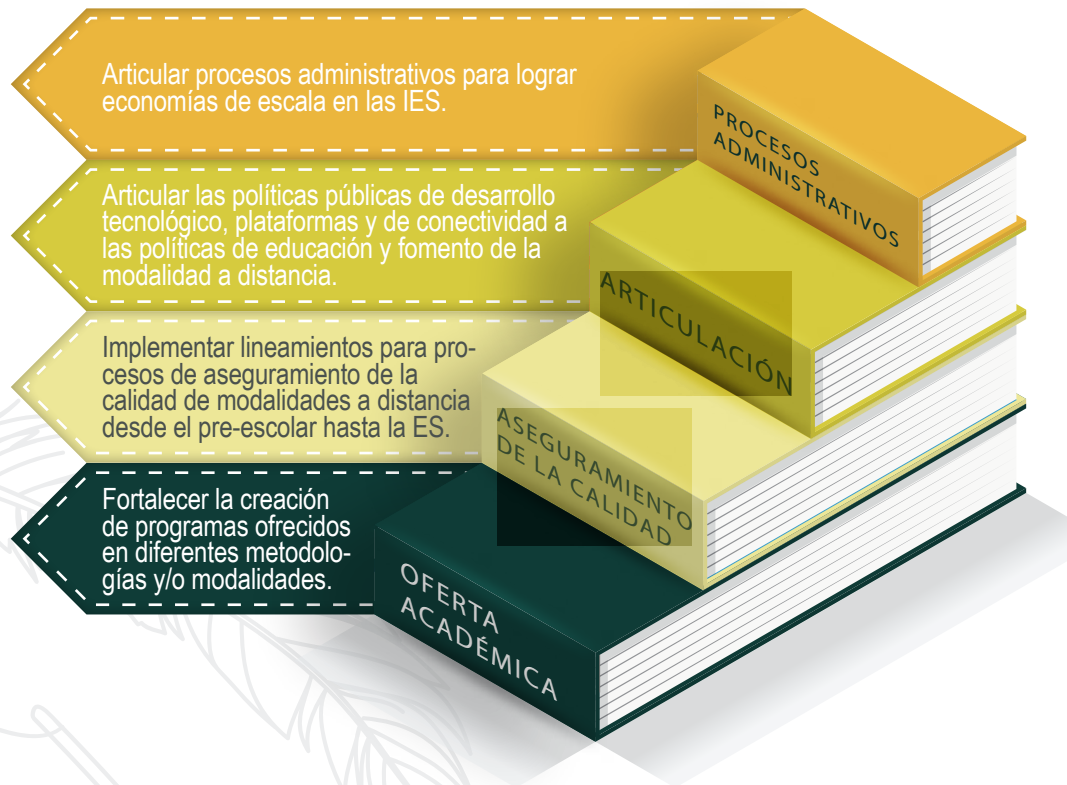 Articular procesos administrativos para lograr
economías de escala en las IES.
PROCESOS
ADMINISTRATIVOS
Articular las políticas públicas de desarrollo
tecnológico, plataformas y de conectividad a
las políticas de educación y fomento de la
modalidad a distancia.
ARTICULACIÓN
Implementar lineamientos para pro-
cesos de aseguramiento de la
calidad de modalidades a distancia
desde el pre-escolar hasta la ES.
ASEGURAMIENTO
DE LA CALIDAD
Fortalecer la creación
de programas ofrecidos
en diferentes metodolo-
gías y/o modalidades.
OFERTA
ACADÉMICA